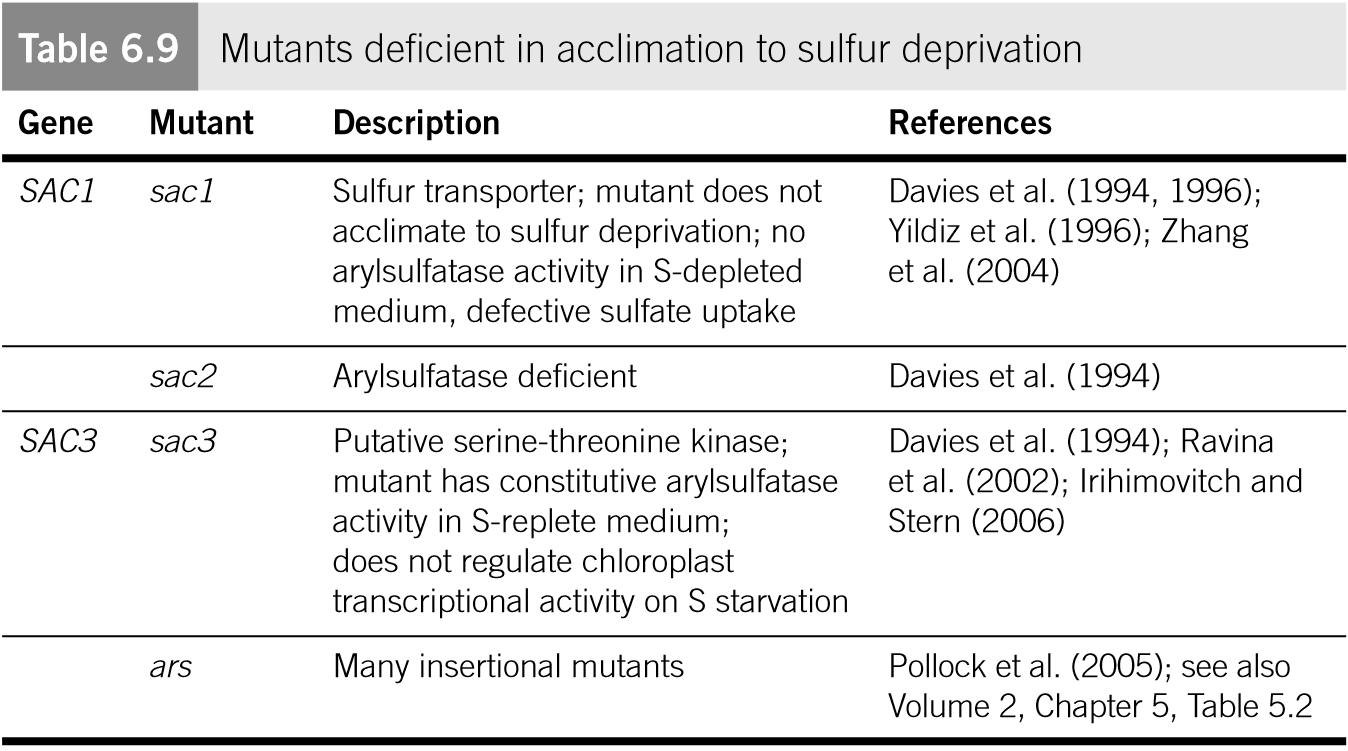 Table 6.9 Mutants deficient in acclimation to sulfur deprivation
Gene Mutant Description References
SAC1 sac1 Sulfur transporter; mutant does not Davies et al. (1994, 1996);
acclimate to sulfur deprivation; no Yildiz et al. (1996); Zhang
arylsulfatase activity in S-depleted et al. (2004)
medium, defective sulfate uptake
sac2 Arylsulfatase deficient Davies et al. (1994)
SAC3 sac3 Putative serine-threonine kinase; Davies et al. (1994); Ravina
mutant has constitutive arylsulfatase et al. (2002); Irihimovitch and
activity in S-replete medium; Stern (2006)
does not regulate chloroplast
transcriptional activity on S starvation
ars Many insertional mutants Pollock et al. (2005); see also
Volume 2, Chapter 5, Table 5.2